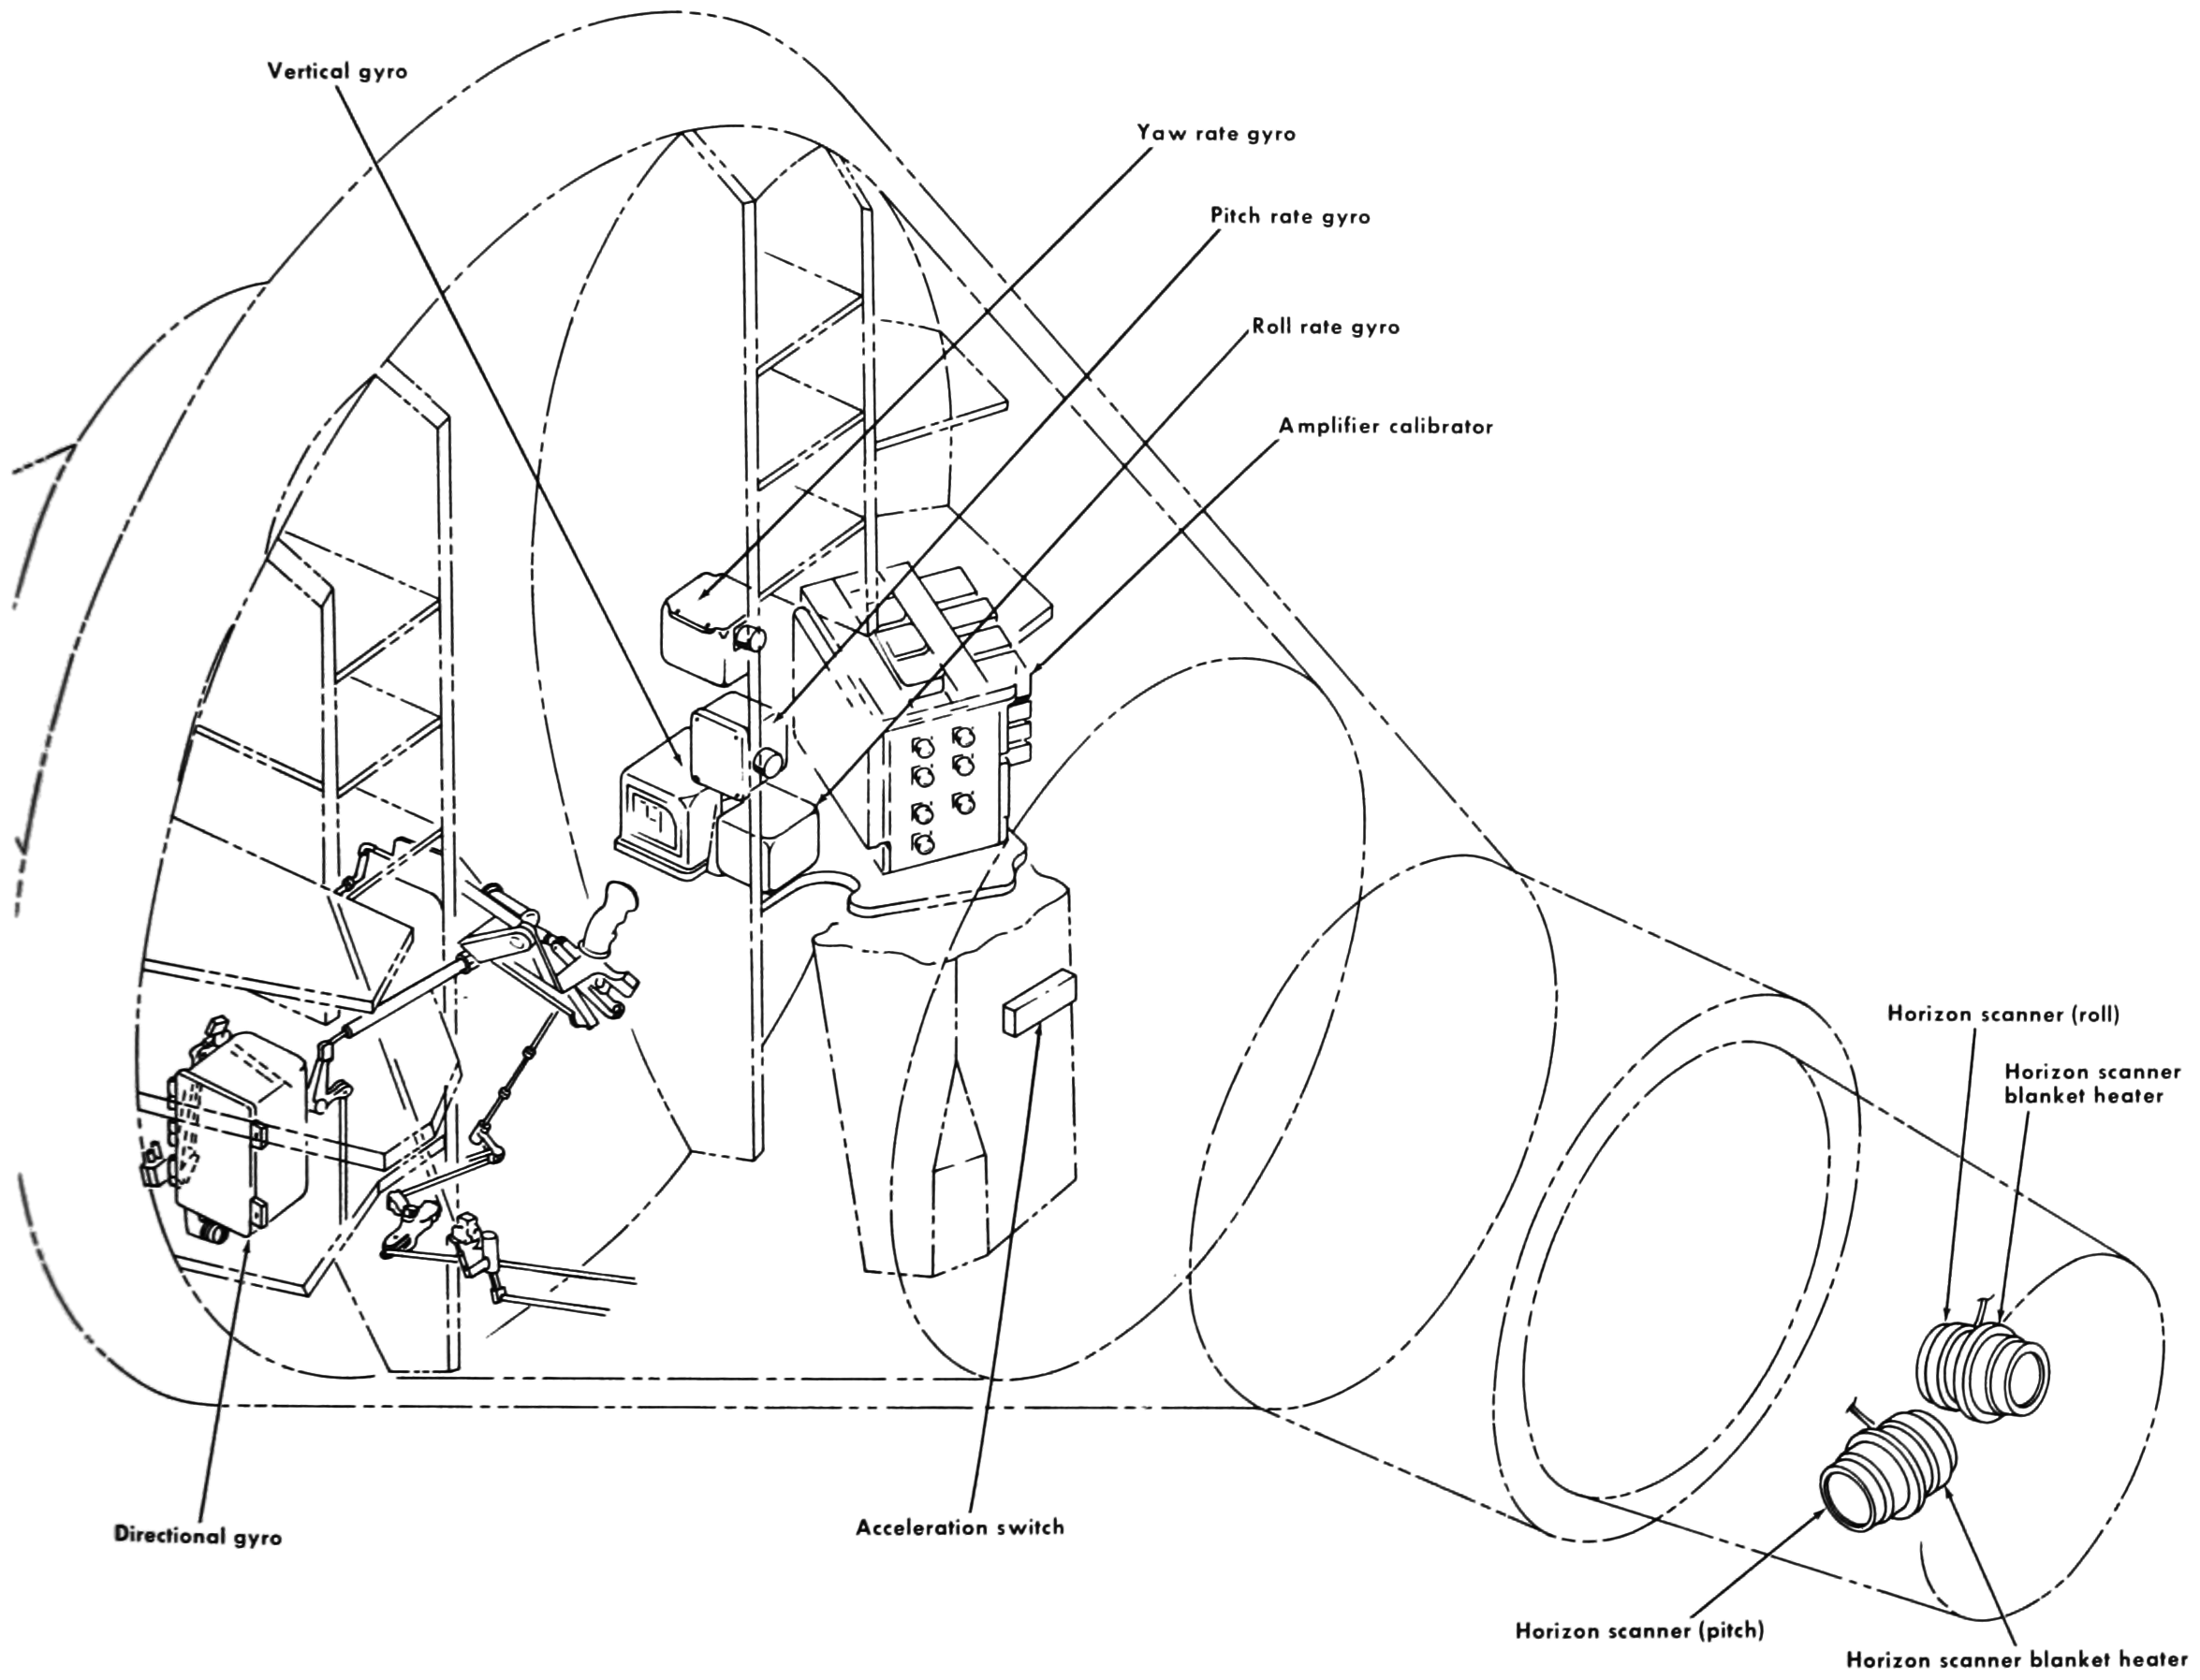 Vertical gyro
Yaw rate gyro
Pitch rate gyro
Roll rate gyro
Amplifier calibrator
Horizon scanner (roll)
Horizon scanner
blanket heater
Directional gyro
Acceleration switch
Horizon scanner (pitch)
Horizon scanner blanket heater